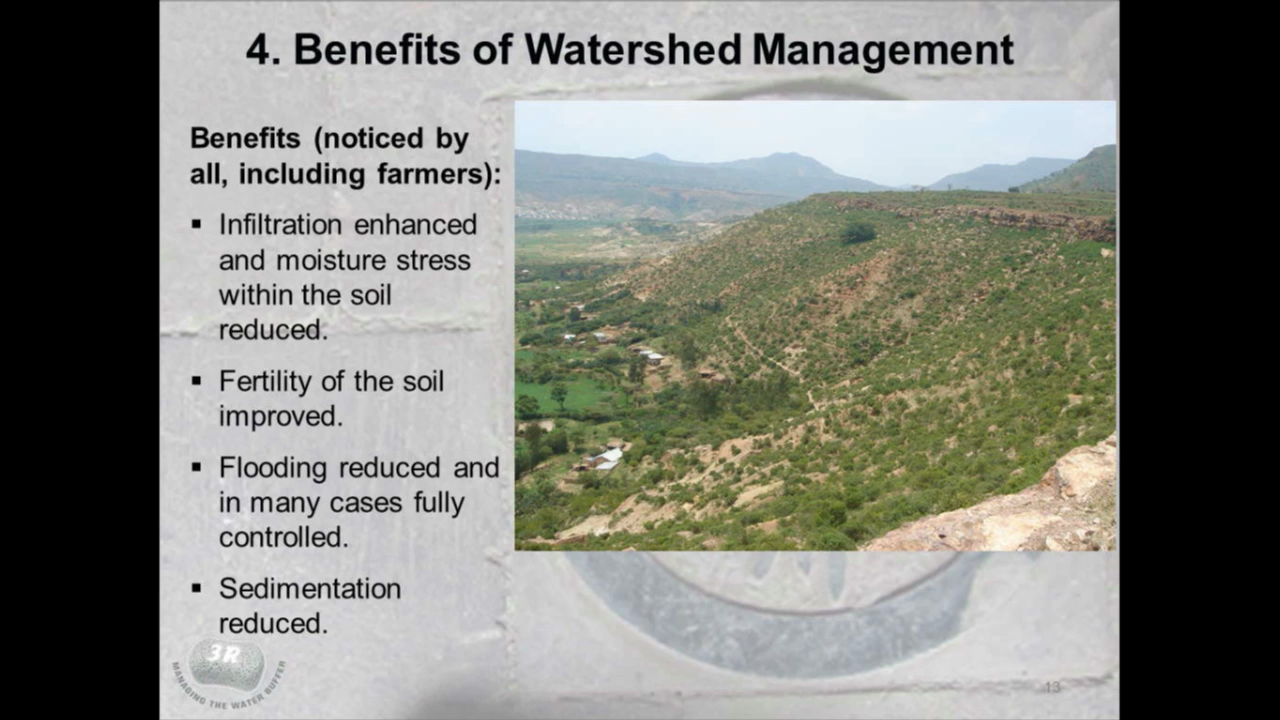 4. Benefits of Watershed Management
Benefits (noticed by
all, including farmers):
▪ Infiltration enhanced
and moisture stress
within the soil
reduced.
▪ Fertility of the soil
improved.
▪ Flooding reduced and
in many cases fully
controlled.
▪ Sedimentation
reduced.
3R
MANAGING THE WATER BUFFER
13